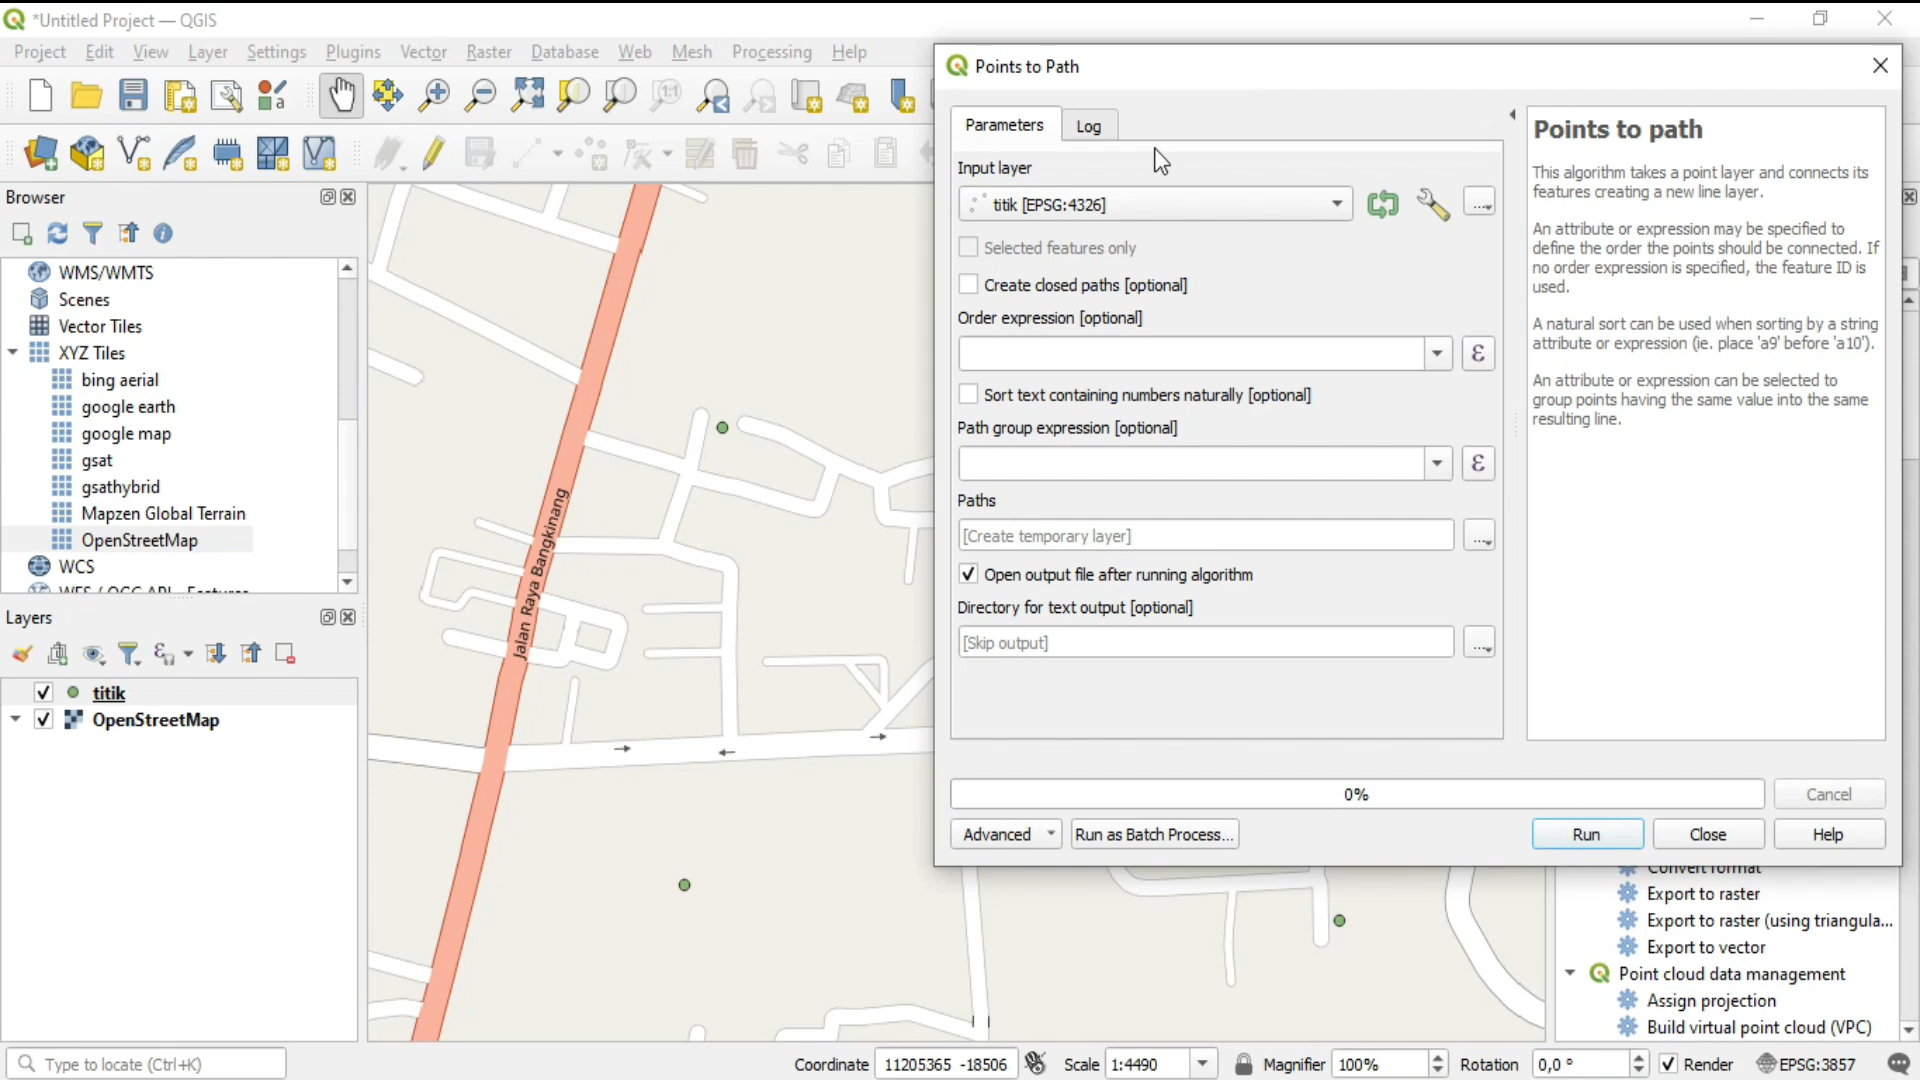 *Untitled Project — QGIS
Project Edit View Layer Settings Plugins Vector Raster Database Web Mesh Processing Help
Browser
WMS/WMTS
Scenes
Vector Tiles
XYZ Tiles
bing aerial
google earth
google map
gsat
gsathybrid
Mapzen Global Terrain
OpenStreetMap
WCS
Layers
titik
OpenStreetMap
Jalan Raya Bangkinang
Points to Path
Parameters Log
Input layer
titik [EPSG:4326]
Selected features only
Create closed paths [optional]
Order expression [optional]
ε
Sort text containing numbers naturally [optional]
Path group expression [optional]
ε
Paths
[Create temporary layer]
Open output file after running algorithm
Directory for text output [optional]
[Skip output]
Points to path
This algorithm takes a point layer and connects its
features creating a new line layer.
An attribute or expression may be specified to
define the order the points should be connected. If
no order expression is specified, the feature ID is
used.
A natural sort can be used when sorting by a string
attribute or expression (ie. place 'a9' before 'a10').
An attribute or expression can be selected to
group points having the same value into the same
resulting line.
0%
Cancel
Advanced Run as Batch Process... Run Close Help
Convert format
Export to raster
Export to raster (using triangula...
Export to vector
Point cloud data management
Assign projection
Build virtual point cloud (VPC)
Type to locate (Ctrl+K) Coordinate 11205365 -18506 Scale 1:4490 Magnifier 100% Rotation 0,0 ° Render EPSG:3857